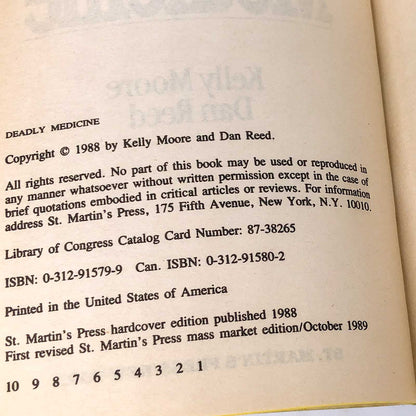 DEADLY MEDICINE
Copyright © 1988 by Kelly Moore and Dan Reed.
All rights reserved. No part of this book may be used or reproduced in
any manner whatsoever without written permission except in the case of
brief quotations embodied in critical articles or reviews. For information
address St. Martin's Press, 175 Fifth Avenue, New York, N.Y. 10010.
Library of Congress Catalog Card Number: 87-38265
ISBN: 0-312-91579-9 Can. ISBN: 0-312-91580-2
Printed in the United States of America
St. Martin's Press hardcover edition published 1988
First revised St. Martin's Press mass market edition/October 1989
10 9 8 7 6 5 4 3 2 1